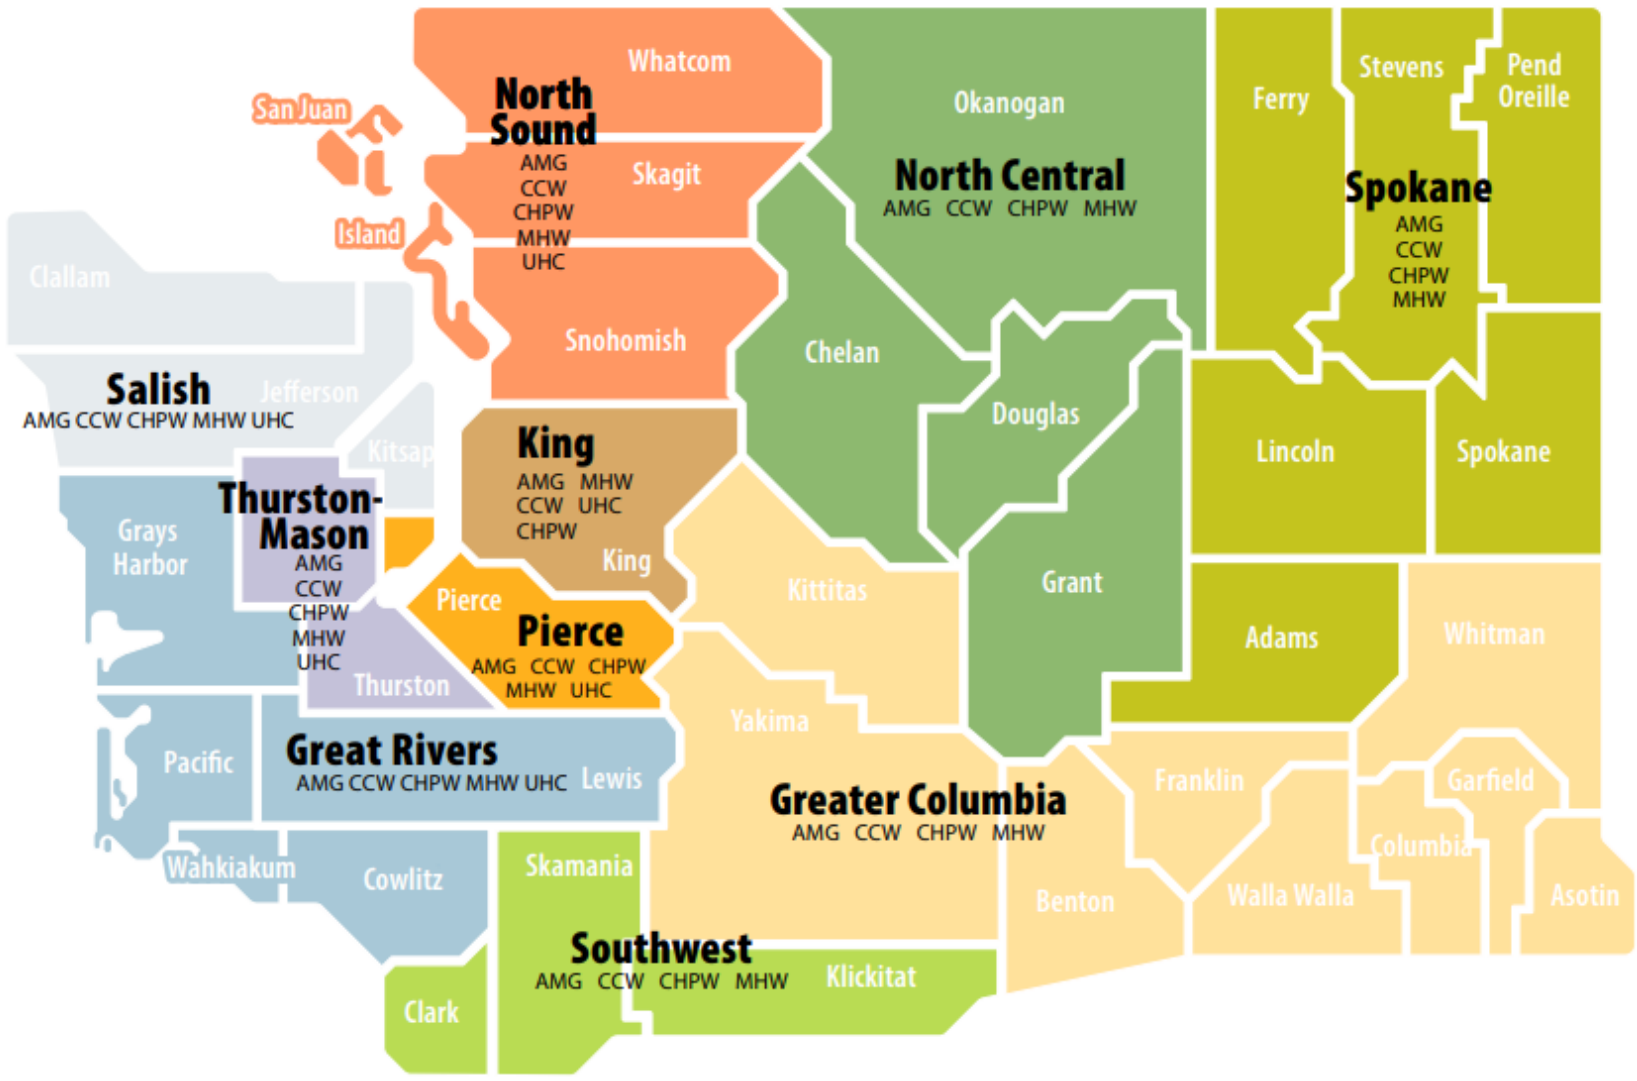 Whatcom
North
Sound
AMG
CCW
CHPW
MHW
UHC
San Juan
Skagit
Island
Snohomish
Okanogan
North Central
AMG CCW CHPW MHW
Chelan
Douglas
Grant
Ferry
Stevens
Pend
Oreille
Spokane
AMG
CCW
CHPW
MHW
Lincoln
Spokane
Adams
Clallam
Salish
Jefferson
AMG CCW CHPW MHW UHC
Kitsap
King
AMG MHW
CCW UHC
CHPW
King
Thurston-
Mason
AMG
CCW
CHPW
MHW
UHC
Thurston
Grays
Harbor
Pierce
Pierce
AMG CCW CHPW
MHW UHC
Kittitas
Yakima
Whitman
Pacific
Great Rivers
AMG CCW CHPW MHW UHC
Lewis
Wahkiakum
Cowlitz
Greater Columbia
AMG CCW CHPW MHW
Franklin
Garfield
Columbia
Benton
Walla Walla
Asotin
Skamania
Southwest
AMG CCW CHPW MHW
Klickitat
Clark